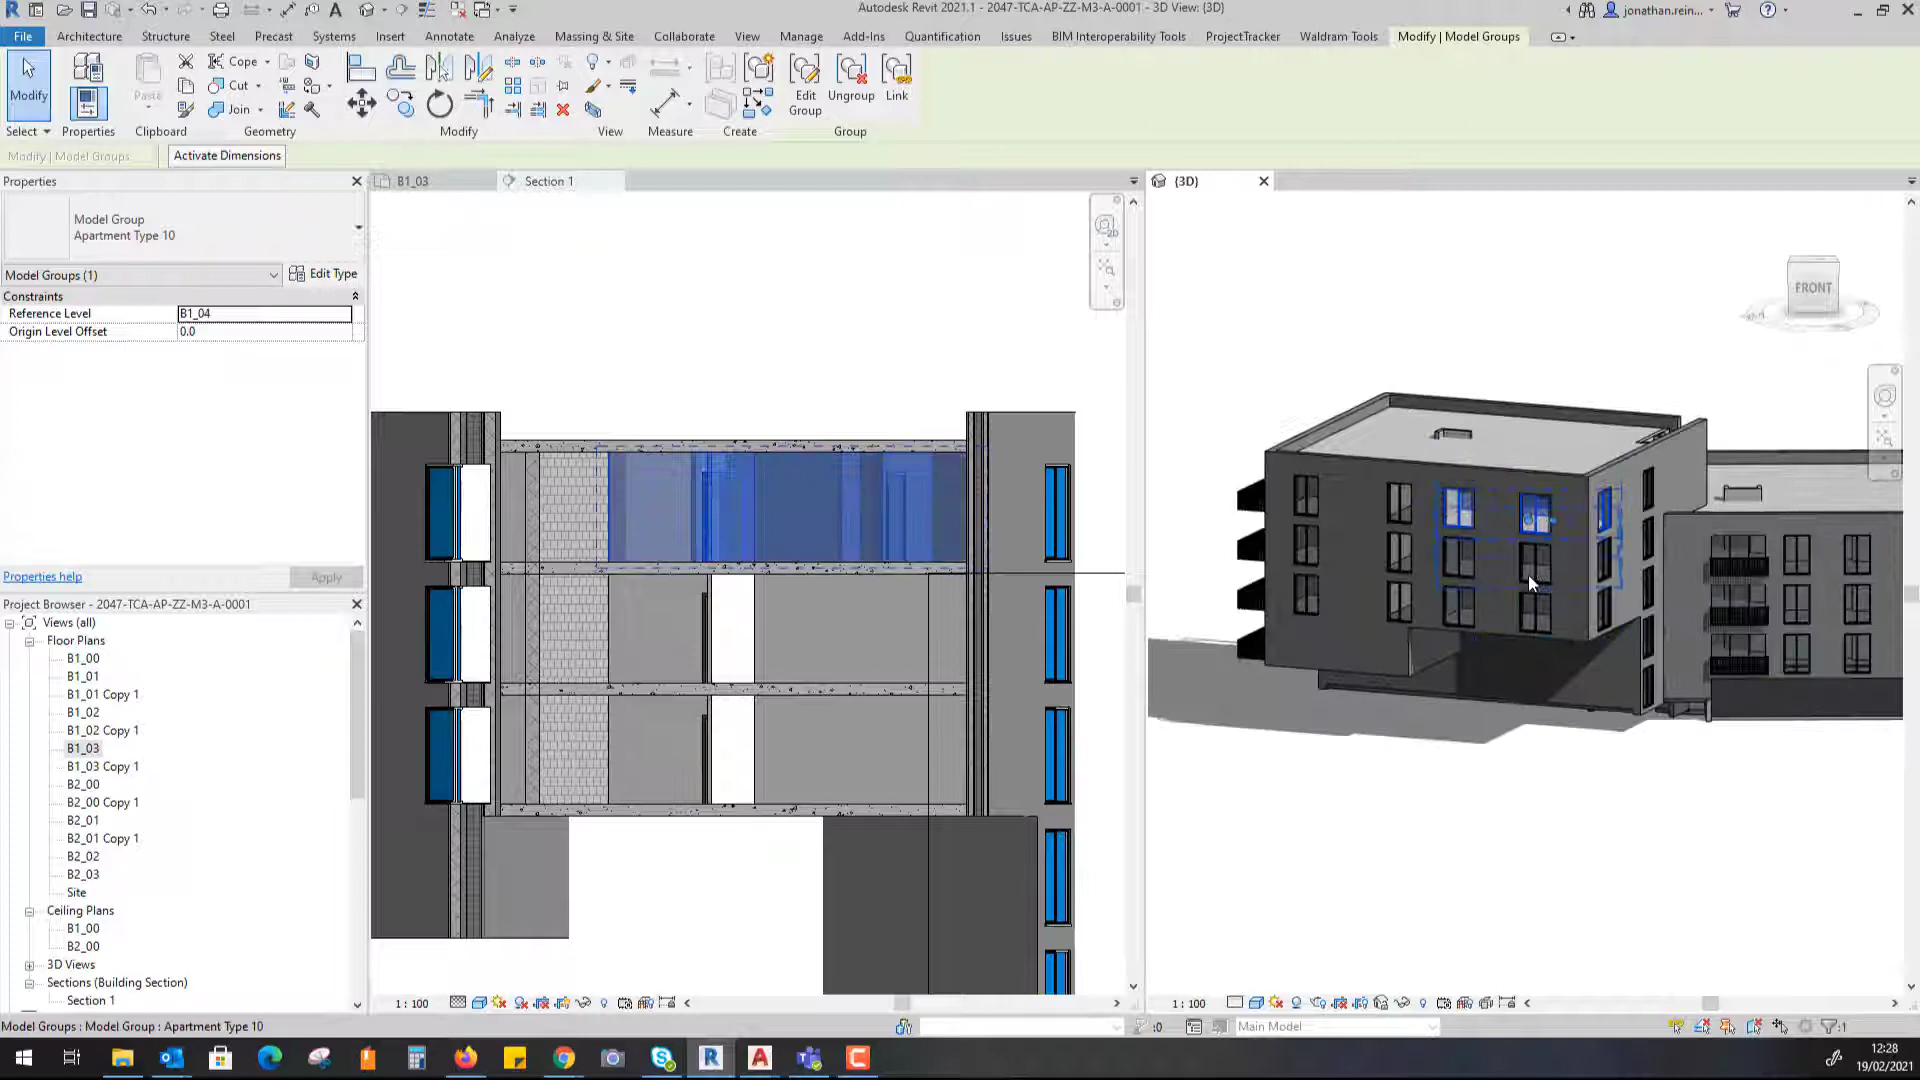 Autodesk Revit 2021.1 - 2047-TCA-AP-ZZ-M3-A-0001 - 3D View: {3D}
jonathan.rein...
File Architecture Structure Steel Precast Systems Insert Annotate Analyze Massing & Site Collaborate View Manage Add-Ins Quantification Issues BIM Interoperability Tools ProjectTracker Waldram Tools Modify | Model Groups
Modify
Paste
Cope
Cut
Join
Edit Group
Ungroup
Link
Select Properties Clipboard Geometry Modify View Measure Create Group
Modify | Model Groups Activate Dimensions
Properties
B1_03
Section 1
{3D}
Model Group
Apartment Type 10
Model Groups (1)
Edit Type
Constraints
Reference Level B1_04
Origin Level Offset 0.0
FRONT
Properties help
Apply
Project Browser - 2047-TCA-AP-ZZ-M3-A-0001
Views (all)
Floor Plans
B1_00
B1_01
B1_01 Copy 1
B1_02
B1_02 Copy 1
B1_03
B1_03 Copy 1
B2_00
B2_00 Copy 1
B2_01
B2_01 Copy 1
B2_02
B2_03
Site
Ceiling Plans
B1_00
B2_00
3D Views
Sections (Building Section)
Section 1
1 : 100
1 : 100
Model Groups : Model Group : Apartment Type 10
:0
Main Model
:1
12:28
19/02/2021